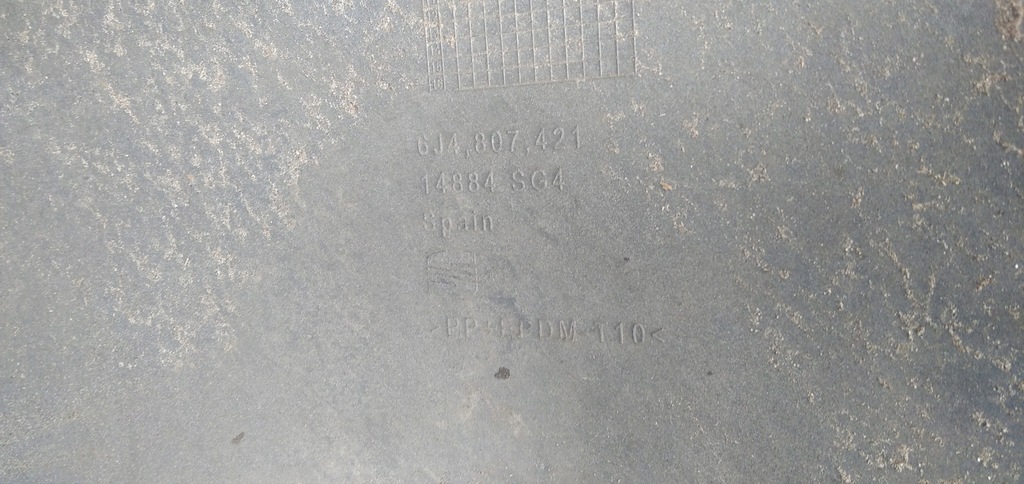 6J4,807,421
14884 SG4
Spain
>PP+EPDM-T10<